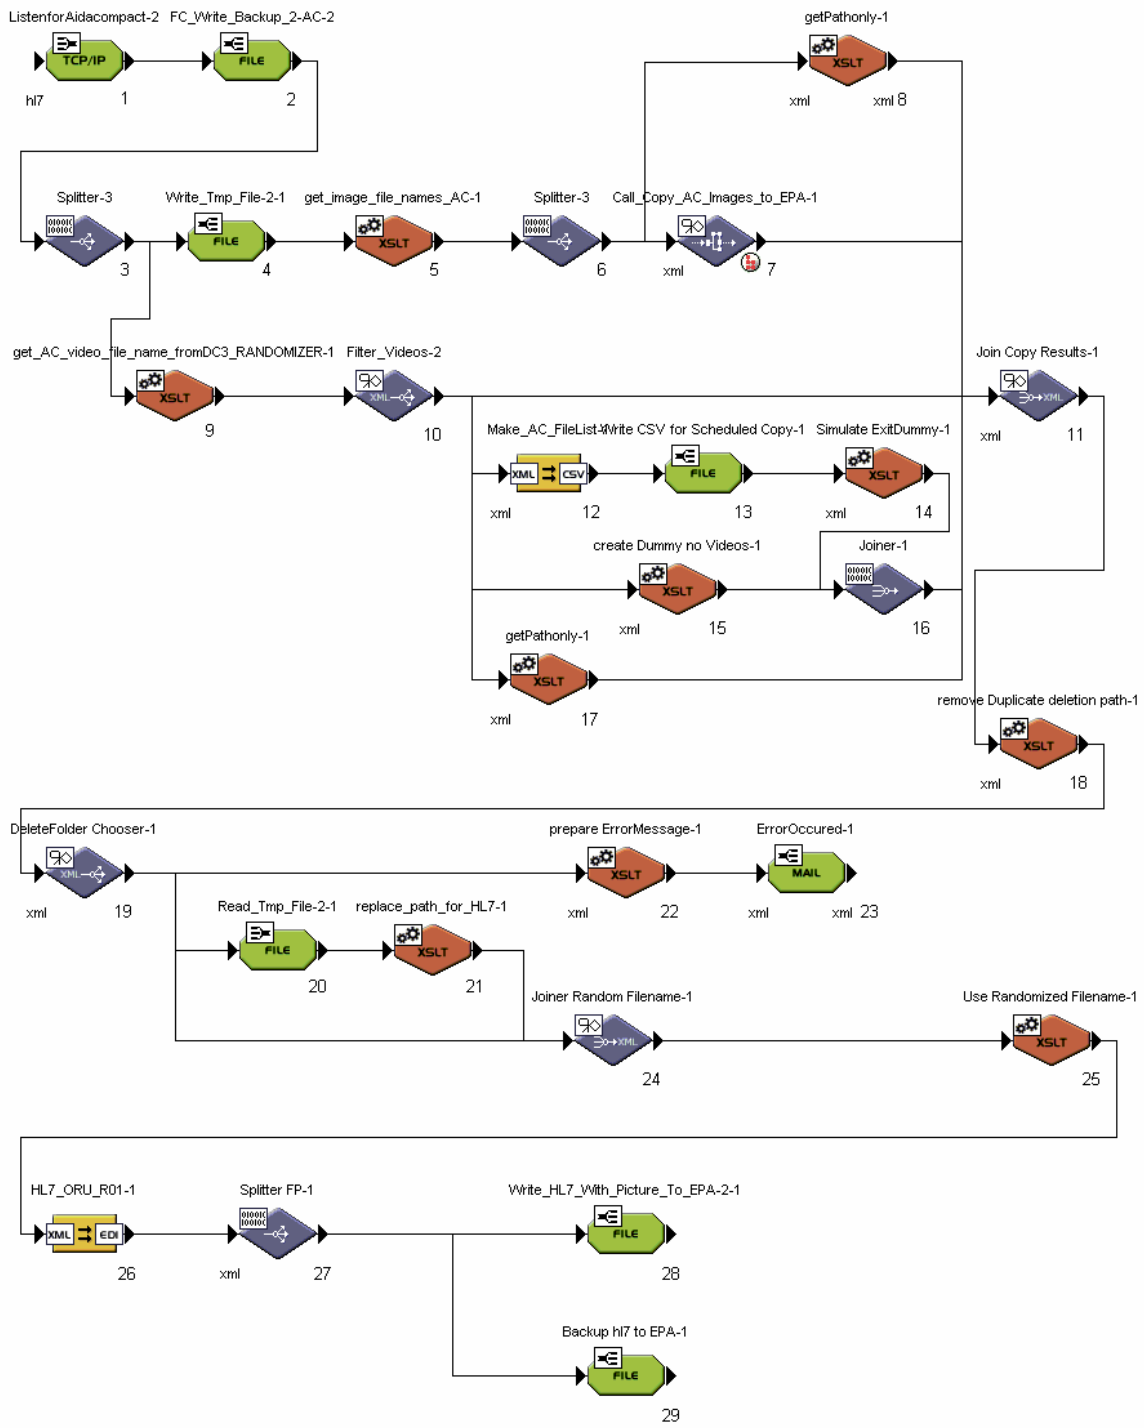 ListenforAidacompact-2 FC_Write_Backup_2-AC-2 getPathonly-1
TCP/IP FILE XSLT
hl7 1 2 xml xml 8
Splitter-3 Write_Tmp_File-2-1 get_image_file_names_AC-1 Splitter-3 Call_Copy_AC_Images_to_EPA-1
FILE XSLT
3 4 5 6 xml 7
get_AC_video_file_name_fromDC3_RANDOMIZER-1 Filter_Videos-2 Join Copy Results-1
XSLT XML XML
9 10 xml 11
Make_AC_FileList-1 Write CSV for Scheduled Copy-1 Simulate ExitDummy-1
XML CSV FILE XSLT
xml 12 13 xml 14
create Dummy no Videos-1 Joiner-1
XSLT
xml 15 16
getPathonly-1
XSLT
xml 17
remove Duplicate deletion path-1
XSLT
xml 18
DeleteFolder Chooser-1 prepare ErrorMessage-1 ErrorOccured-1
XML XSLT MAIL
xml 19 xml 22 xml xml 23
Read_Tmp_File-2-1 replace_path_for_HL7-1
FILE XSLT
20 21
Joiner Random Filename-1 Use Randomized Filename-1
XML XSLT
24 25
HL7_ORU_R01-1 Splitter FP-1 Write_HL7_With_Picture_To_EPA-2-1
XML EDI FILE
26 xml 27 28
Backup hl7 to EPA-1
FILE
29